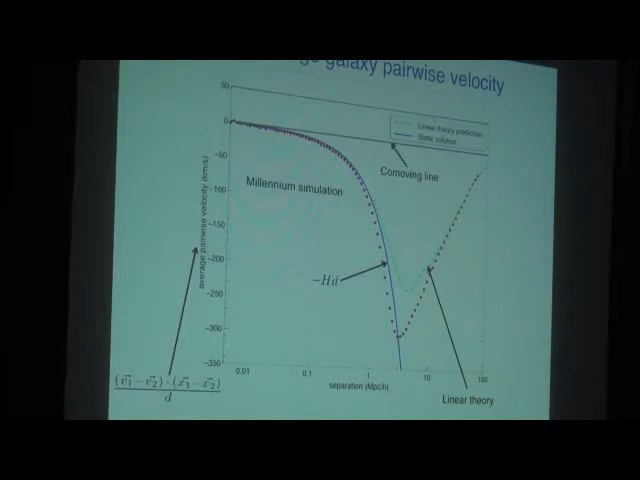 galaxy pairwise velocity
50
0
−50
−100
−150
−200
−250
−300
−350
average pairwise velocity (km/s)
Linear theory prediction
Static solution
Comoving line
Millennium simulation
−Hd
0.01
0.1
1
10
100
separation (Mpc/h)
Linear theory
(v⃗₁−v⃗₂)·(x⃗₁−x⃗₂)
d